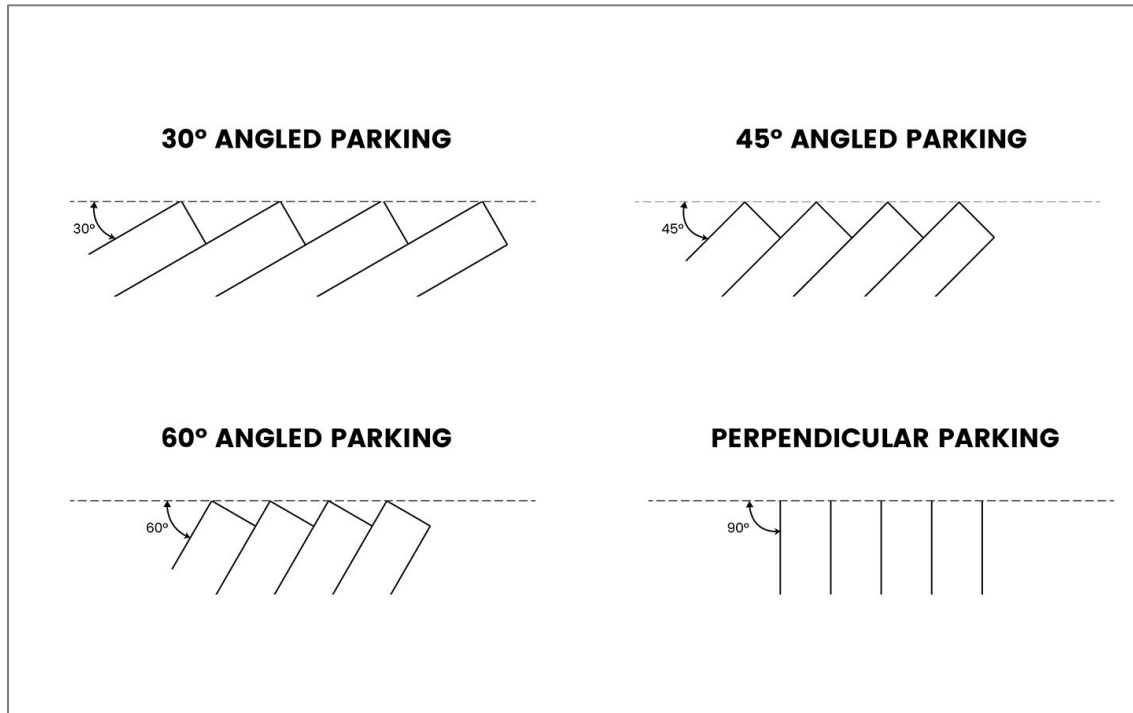 30º ANGLED PARKING
45º ANGLED PARKING
30º
45º
60º ANGLED PARKING
PERPENDICULAR PARKING
60º
90º